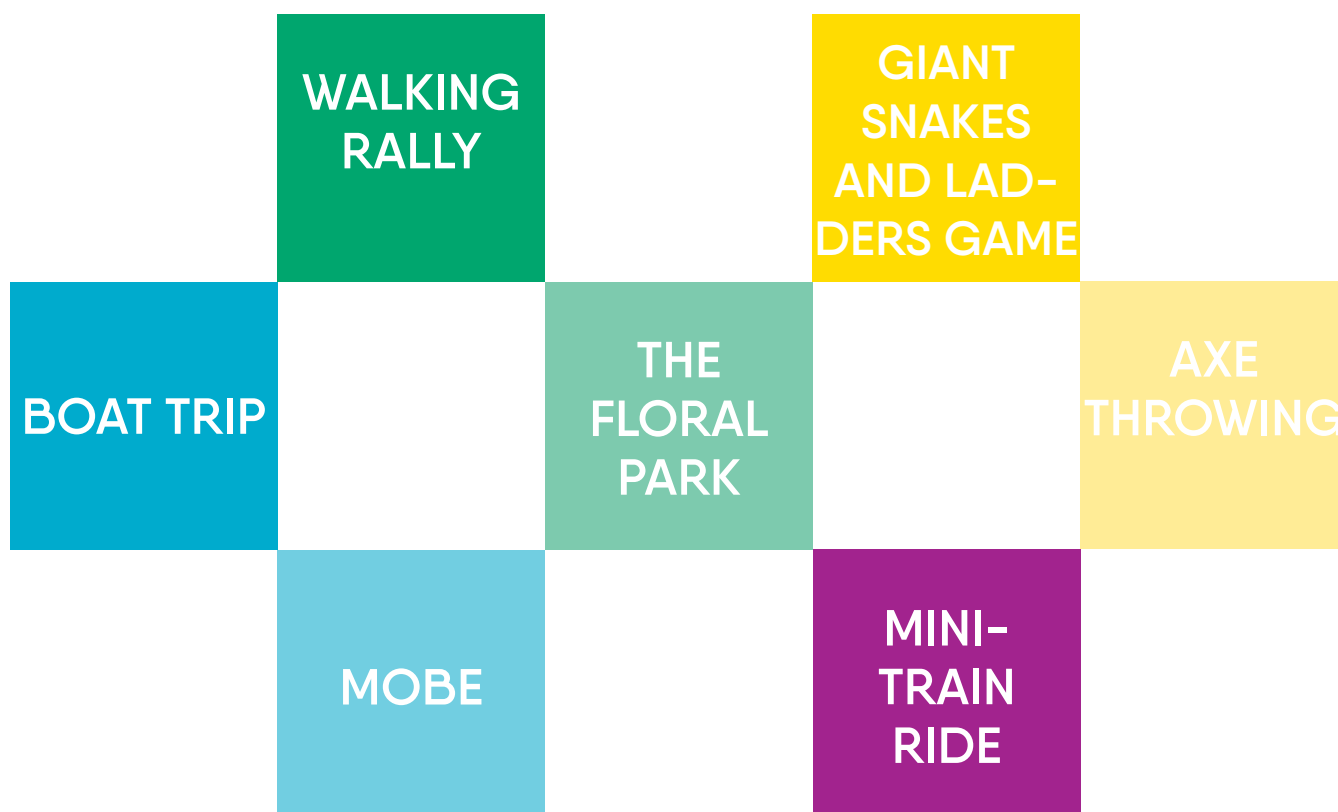 WALKING
RALLY
GIANT
SNAKES
AND LAD-
DERS GAME
BOAT TRIP
THE
FLORAL
PARK
AXE
THROWING
MOBE
MINI-
TRAIN
RIDE